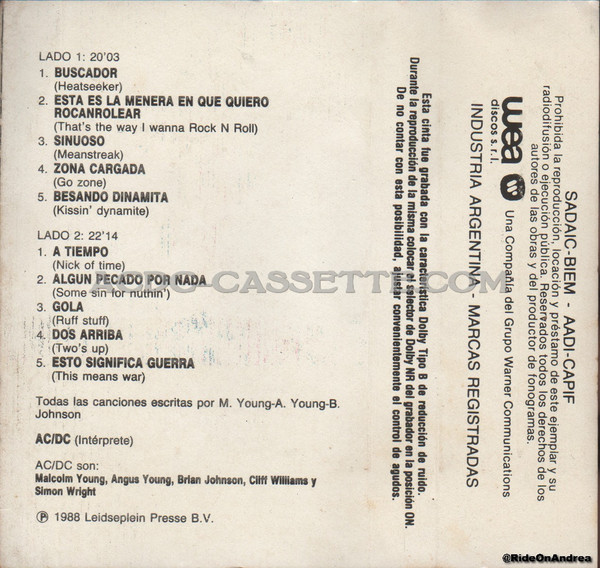 LADO 1: 20'03
1. BUSCADOR
(Heatseeker)
2. ESTA ES LA MENERA EN QUE QUIERO
ROCANROLEAR
(That's the way I wanna Rock N Roll)
3. SINUOSO
(Meanstreak)
4. ZONA CARGADA
(Go zone)
5. BESANDO DINAMITA
(Kissin' dynamite)
LADO 2: 22'14
1. A TIEMPO
(Nick of time)
2. ALGUN PECADO POR NADA
(Some sin for nuthin')
3. GOLA
(Ruff stuff)
4. DOS ARRIBA
(Two's up)
5. ESTO SIGNIFICA GUERRA
(This means war)
Todas las canciones escritas por M. Young-A. Young-B.
Johnson
AC/DC (Intérprete)
AC/DC son:
Malcolm Young, Angus Young, Brian Johnson, Cliff Williams y
Simon Wright
℗ 1988 Leidseplein Presse B.V.
Esta cinta fue grabada con la característica Dolby Tipo B de reducción de ruido.
Durante la reproducción de la misma colocar el selector de Dolby NR del grabador en la posición ON.
De no contar con esta posibilidad, ajustar convenientemente el control de agudos.
SADAIC-BIEM - AADI-CAPIF
Prohibida la reproducción, locación y préstamo de este ejemplar y su
radiodifusión o ejecución pública. Reservados todos los derechos de los
autores de las obras y del productor de fonogramas.
wea
discos s.r.l.
Una Compañía del Grupo Warner Communications
INDUSTRIA ARGENTINA - MARCAS REGISTRADAS
-CASSETTE.COM
@RideOnAndrea